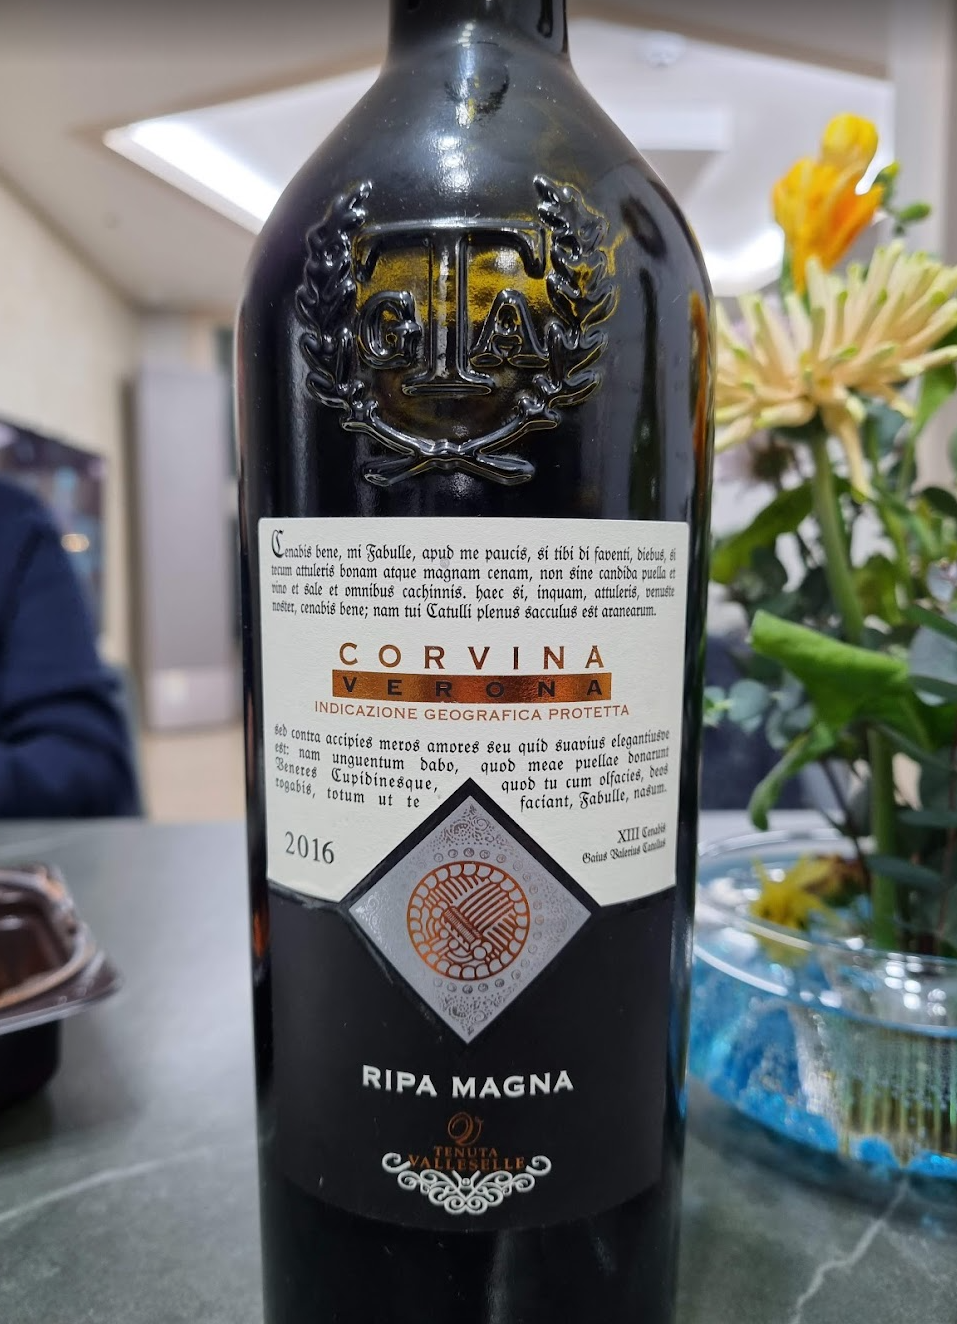 G T A
Cenabis bene, mi Fabulle, apud me paucis, si tibi di faventi, diebus, si
tecum attuleris bonam atque magnam cenam, non sine candida puella et
vino et sale et omnibus cachinnis. haec si, inquam, attuleris, venuste
noster, cenabis bene; nam tui Catulli plenus sacculus est aranearum.
CORVINA
VERONA
INDICAZIONE GEOGRAFICA PROTETTA
sed contra accipies meros amores seu quid suavius elegantiusve
est: nam unguentum dabo, quod meae puellae donarunt
Veneres Cupidinesque, quod tu cum olfacies, deos
rogabis, totum ut te faciant, Fabulle, nasum.
2016
XIII Cenabis
Gaius Valerius Catullus
RIPA MAGNA
TENUTA
VALLESELLE